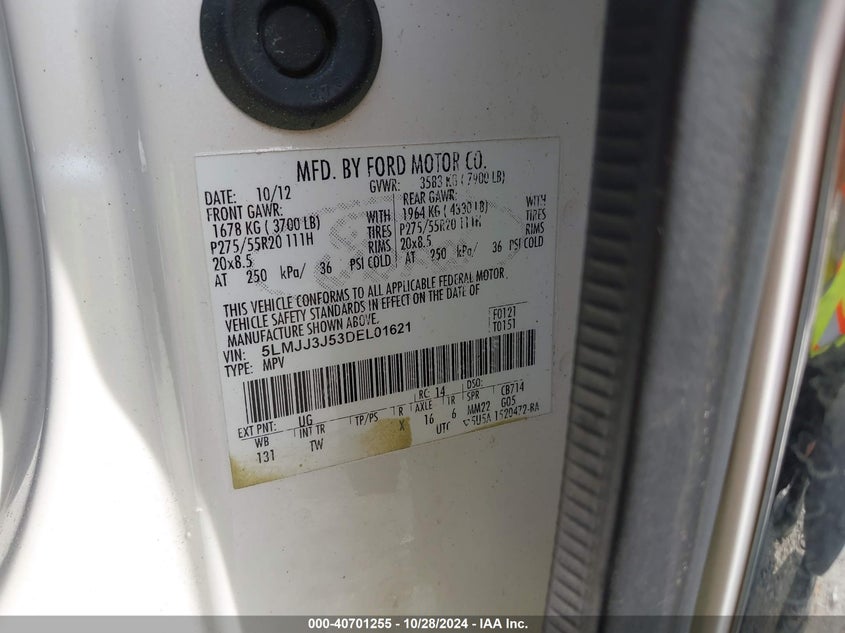 MFD. BY FORD MOTOR CO.
DATE: 10/12 GVWR: 3583 KG ( 7900 LB)
FRONT GAWR: REAR GAWR:
1678 KG ( 3700 LB) WITH 1964 KG ( 4330 LB) WITH
P275/55R20 111H TIRES P275/55R20 111H TIRES
20x8.5 RIMS 20x8.5 RIMS
AT 250 kPa/ 36 PSI COLD AT 250 kPa/ 36 PSI COLD
THIS VEHICLE CONFORMS TO ALL APPLICABLE FEDERAL MOTOR
VEHICLE SAFETY STANDARDS IN EFFECT ON THE DATE OF
MANUFACTURE SHOWN ABOVE.
VIN: 5LMJJ3J53DEL01621 F0121
TYPE: MPV T0151
EXT PNT: UG RC: 14 DSO:
WB INT TR TP/PS R AXLE TR SPR CB714
131 TW X 16 6 MM22 G05
UTC
000-40701255 | 10/28/2024 - IAA Inc.